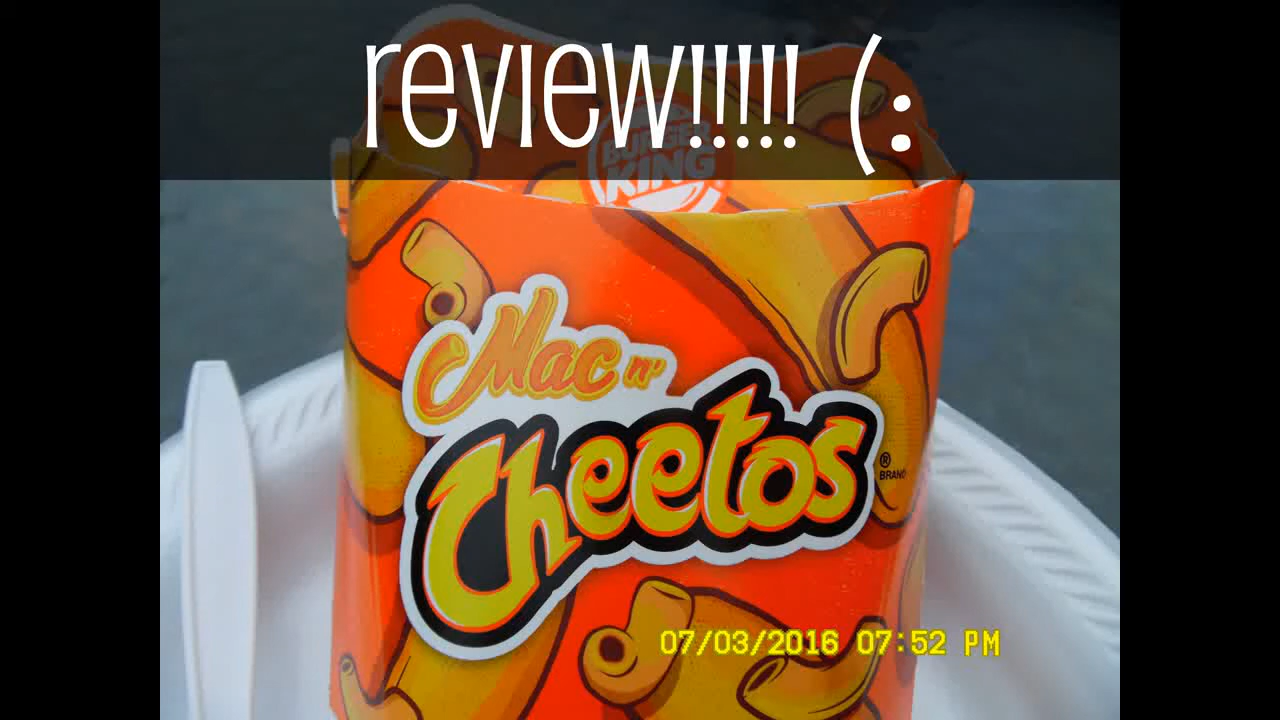 review!!!!! (:
BURGER
KING
Mac n'
Cheetos
®
BRAND
07/03/2016 07:52 PM